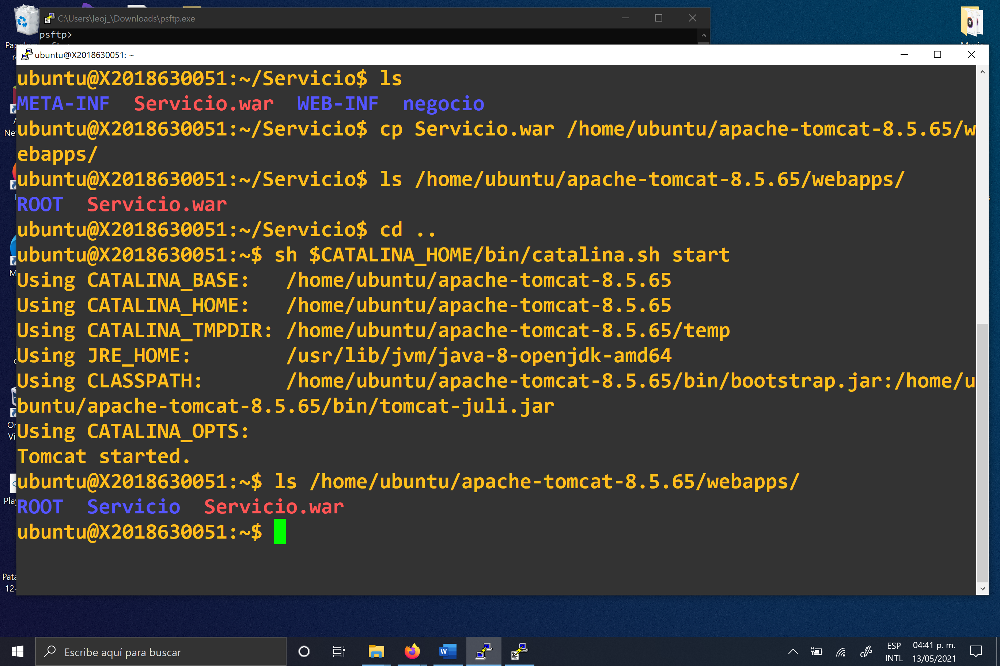 C:\Users\leoj_\Downloads\psftp.exe
psftp>
ubuntu@X2018630051: ~
ubuntu@X2018630051:~/Servicio$ ls
META-INF  Servicio.war  WEB-INF  negocio
ubuntu@X2018630051:~/Servicio$ cp Servicio.war /home/ubuntu/apache-tomcat-8.5.65/w
ebapps/
ubuntu@X2018630051:~/Servicio$ ls /home/ubuntu/apache-tomcat-8.5.65/webapps/
ROOT  Servicio.war
ubuntu@X2018630051:~/Servicio$ cd ..
ubuntu@X2018630051:~$ sh $CATALINA_HOME/bin/catalina.sh start
Using CATALINA_BASE:   /home/ubuntu/apache-tomcat-8.5.65
Using CATALINA_HOME:   /home/ubuntu/apache-tomcat-8.5.65
Using CATALINA_TMPDIR: /home/ubuntu/apache-tomcat-8.5.65/temp
Using JRE_HOME:        /usr/lib/jvm/java-8-openjdk-amd64
Using CLASSPATH:       /home/ubuntu/apache-tomcat-8.5.65/bin/bootstrap.jar:/home/u
buntu/apache-tomcat-8.5.65/bin/tomcat-juli.jar
Using CATALINA_OPTS:
Tomcat started.
ubuntu@X2018630051:~$ ls /home/ubuntu/apache-tomcat-8.5.65/webapps/
ROOT  Servicio  Servicio.war
ubuntu@X2018630051:~$
Escribe aquí para buscar
ESP
INTL
04:41 p. m.
13/05/2021